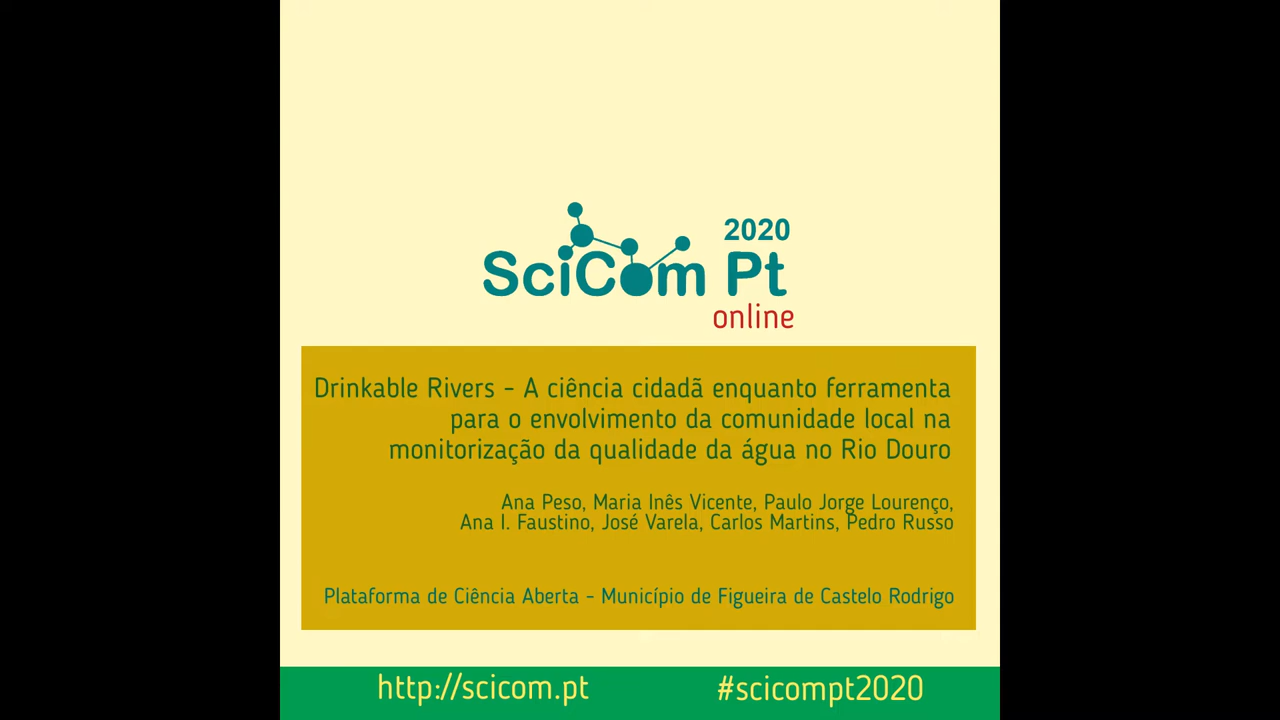 2020
SciCom Pt
online
Drinkable Rivers - A ciência cidadã enquanto ferramenta
para o envolvimento da comunidade local na
monitorização da qualidade da água no Rio Douro
Ana Peso, Maria Inês Vicente, Paulo Jorge Lourenço,
Ana I. Faustino, José Varela, Carlos Martins, Pedro Russo
Plataforma de Ciência Aberta - Município de Figueira de Castelo Rodrigo
http://scicom.pt
#scicompt2020